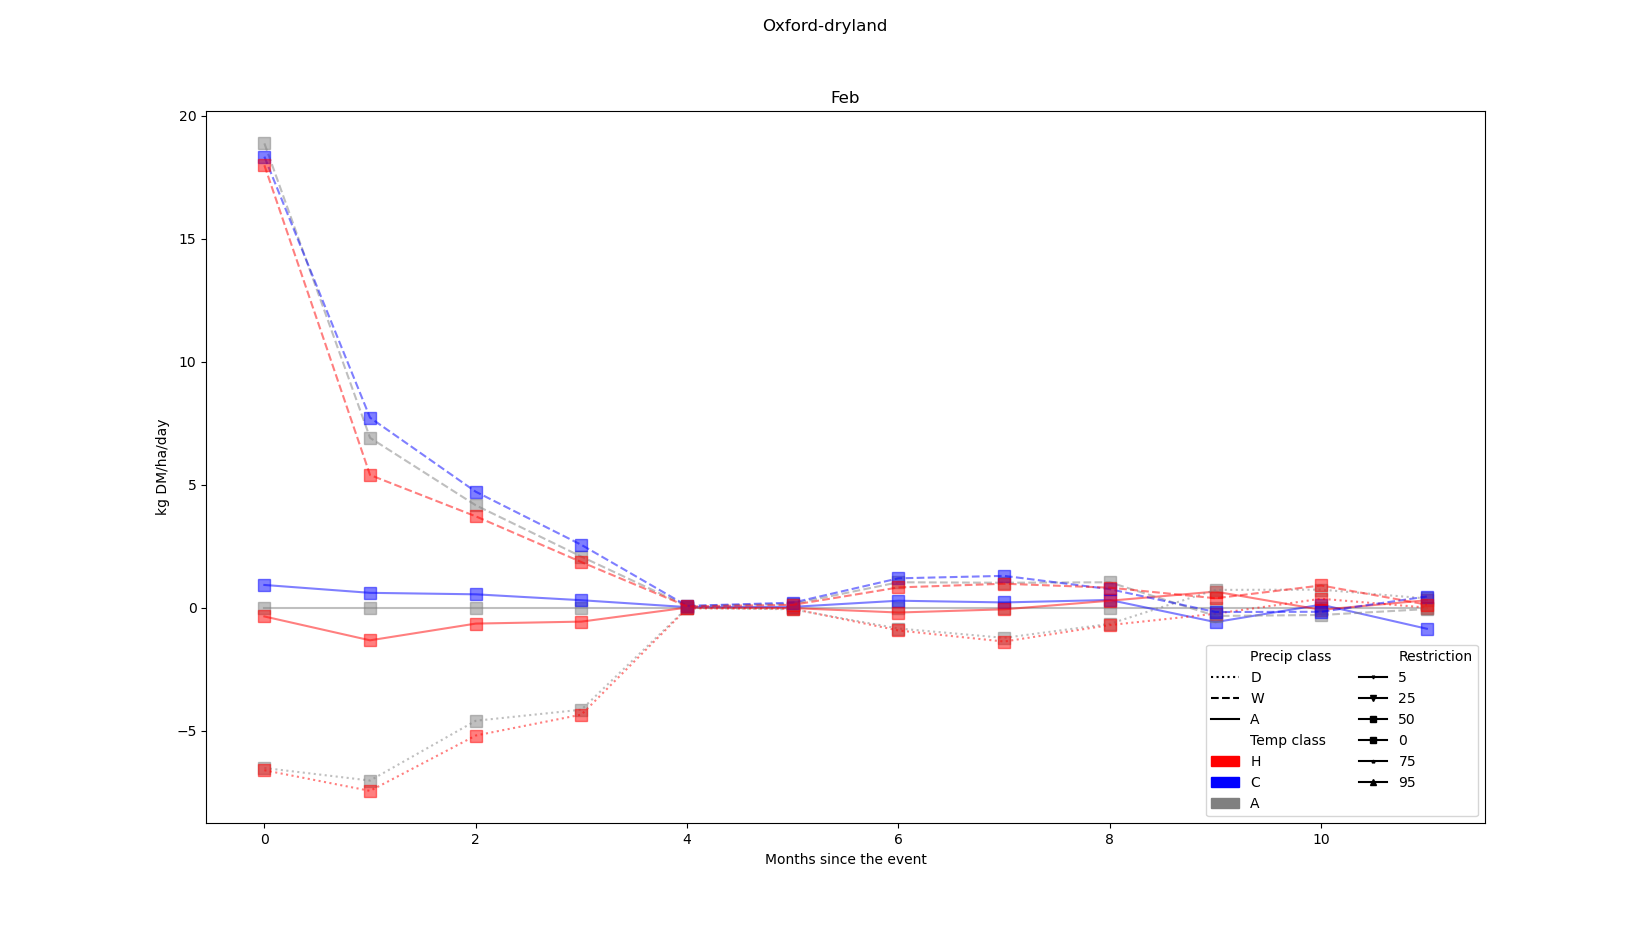 Oxford-dryland
Feb
20
15
10
5
0
−5
kg DM/ha/day
0
2
4
6
8
10
Months since the event
Precip class
D
W
A
Temp class
H
C
A
Restriction
5
25
50
0
75
95